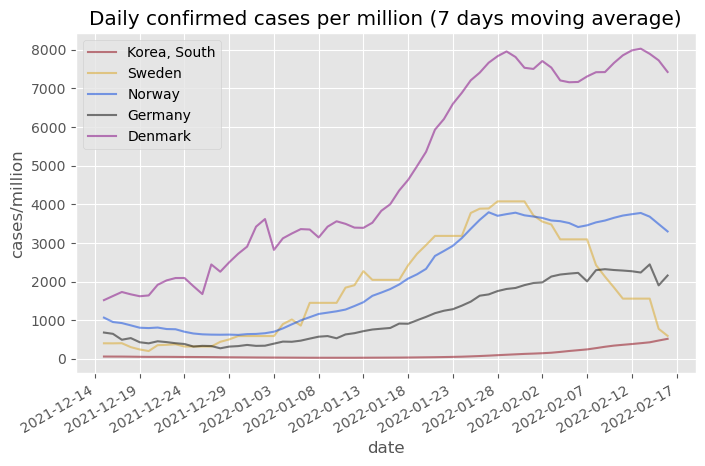 Daily confirmed cases per million (7 days moving average)
Korea, South
Sweden
Norway
Germany
Denmark
8000
7000
6000
5000
4000
3000
2000
1000
0
cases/million
2021-12-14
2021-12-19
2021-12-24
2021-12-29
2022-01-03
2022-01-08
2022-01-13
2022-01-18
2022-01-23
2022-01-28
2022-02-02
2022-02-07
2022-02-12
2022-02-17
date